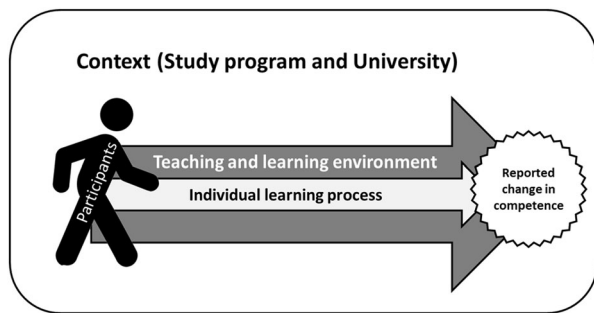 Context (Study program and University)
Teaching and learning environment
Individual learning process
Participants
Reported
change in
competence